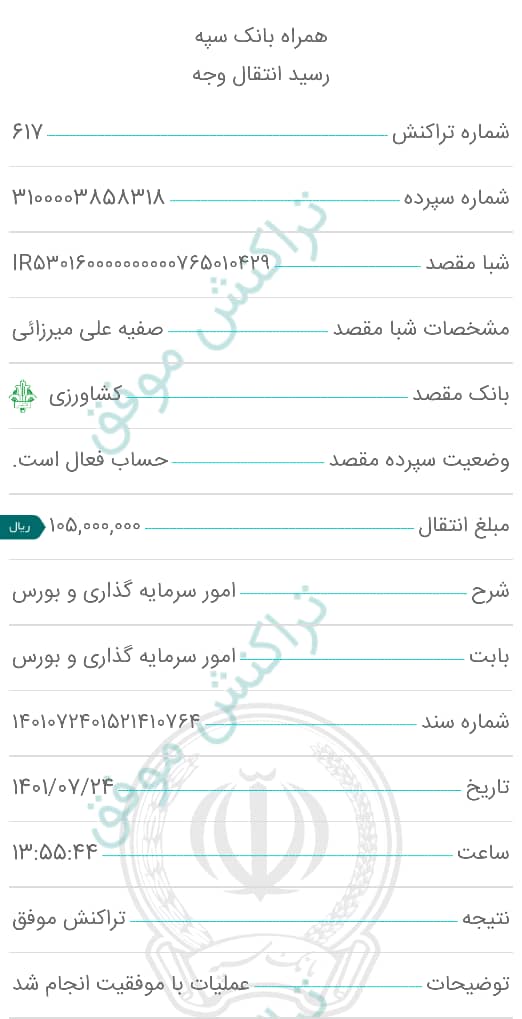 همراه بانک سپه
رسید انتقال وجه
شماره تراکنش ۶۱۷
شماره سپرده ۳۱۰۰۰۰۳۸۵۸۳۱۸
شبا مقصد IR۵۳۰۱۶۰۰۰۰۰۰۰۰۰۰۰۷۶۵۰۱۰۴۲۹
مشخصات شبا مقصد صفیه علی میرزائی
بانک مقصد کشاورزی
وضعیت سپرده مقصد حساب فعال است.
مبلغ انتقال ۱۰۵,۰۰۰,۰۰۰ ریال
شرح امور سرمایه گذاری و بورس
بابت امور سرمایه گذاری و بورس
شماره سند ۱۴۰۱۰۷۲۴۰۱۵۲۱۴۱۰۷۶۴
تاریخ ۱۴۰۱/۰۷/۲۴
ساعت ۱۳:۵۵:۴۴
نتیجه تراکنش موفق
توضیحات عملیات با موفقیت انجام شد
تراکنش موفق
تراکنش موفق
بانک سپه